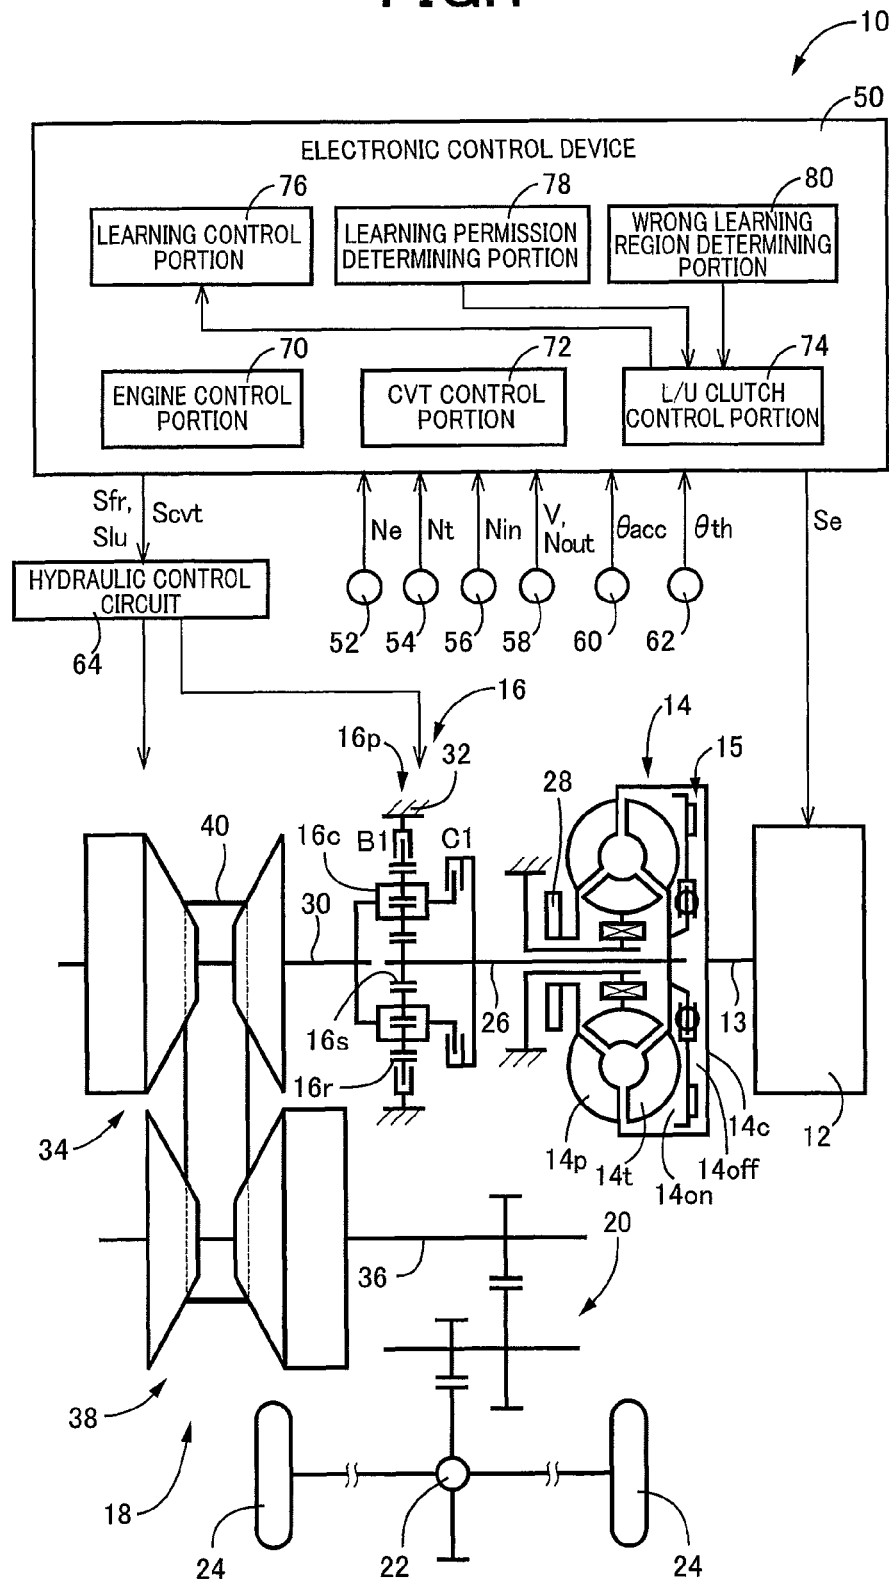 10
50
ELECTRONIC CONTROL DEVICE
76
78
80
LEARNING CONTROL
PORTION
LEARNING PERMISSION
DETERMINING PORTION
WRONG LEARNING
REGION DETERMINING
PORTION
70
72
74
ENGINE CONTROL
PORTION
CVT CONTROL
PORTION
L/U CLUTCH
CONTROL PORTION
Sfr,
Slu
Scvt
Ne
Nt
Nin
V,
Nout
θacc
θth
Se
HYDRAULIC CONTROL
CIRCUIT
64
52
54
56
58
60
62
16
16p
32
14
15
28
40
16c
B1
C1
30
16s
26
13
16r
34
14p
14t
14on
14off
14c
12
36
20
38
18
24
22
24